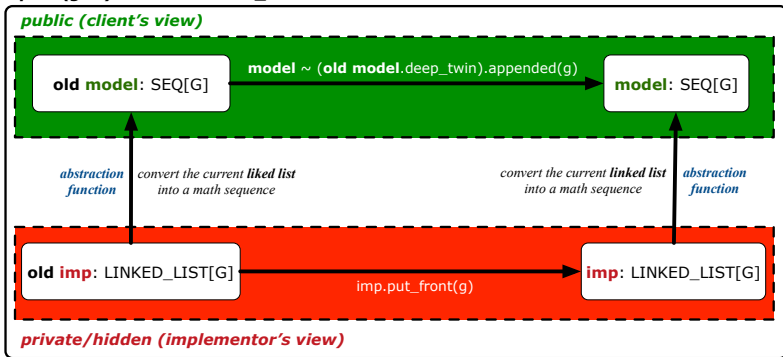 public (client's view)
model ~ (old model.deep_twin).appended(g)
old model: SEQ[G]
model: SEQ[G]
abstraction
function
convert the current liked list
into a math sequence
convert the current linked list
into a math sequence
abstraction
function
old imp: LINKED_LIST[G]
imp.put_front(g)
imp: LINKED_LIST[G]
private/hidden (implementor's view)